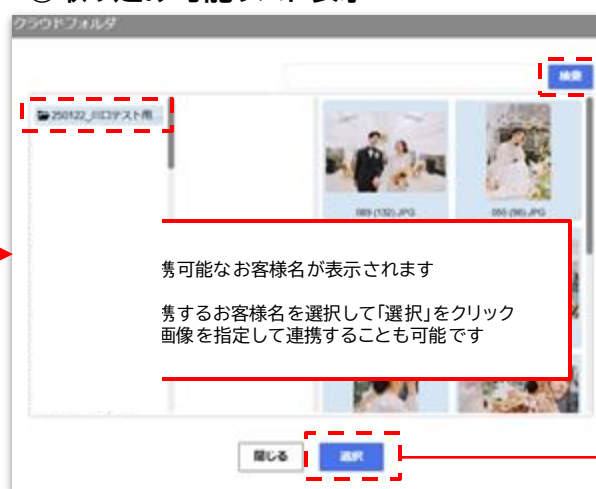 クラウドフォルダ
検索
250122_川口テスト用...
089 (132).JPG
携可能なお客様名が表示されます
携するお客様名を選択して「選択」をクリック
画像を指定して連携することも可能です
閉じる
選択